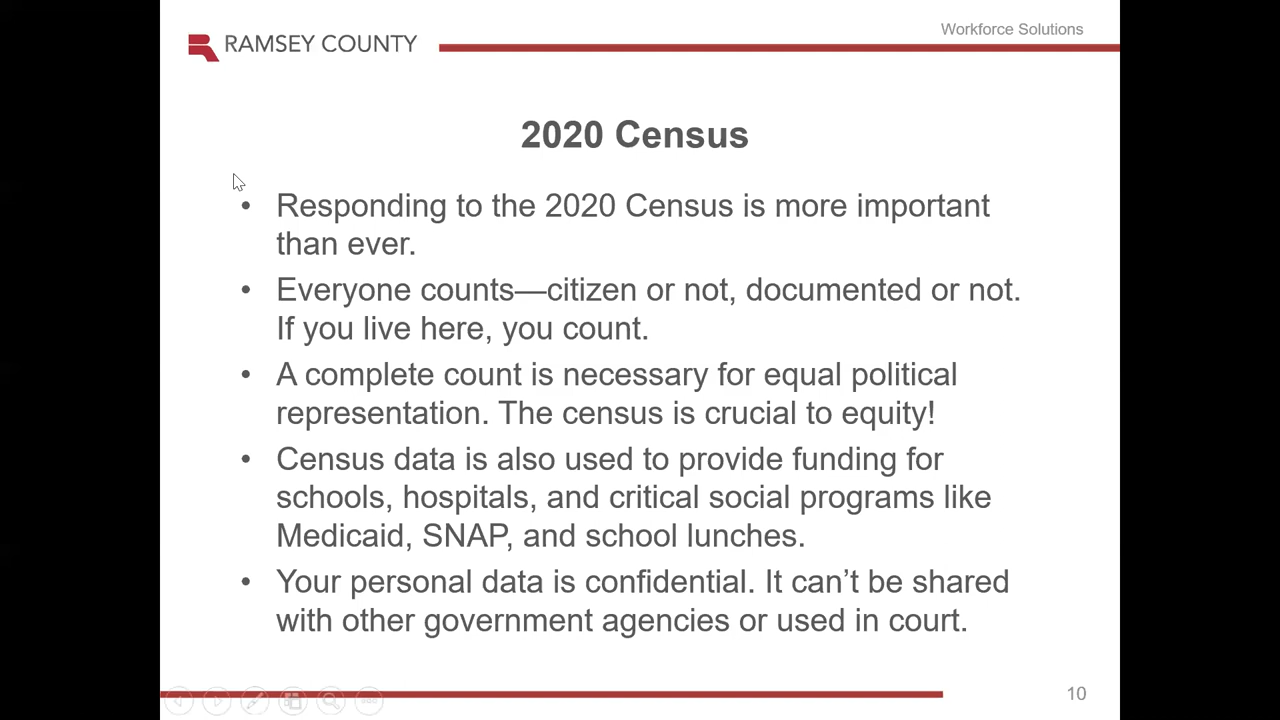 RAMSEY COUNTY
Workforce Solutions
2020 Census
• Responding to the 2020 Census is more important
than ever.
• Everyone counts—citizen or not, documented or not.
If you live here, you count.
• A complete count is necessary for equal political
representation. The census is crucial to equity!
• Census data is also used to provide funding for
schools, hospitals, and critical social programs like
Medicaid, SNAP, and school lunches.
• Your personal data is confidential. It can’t be shared
with other government agencies or used in court.
10